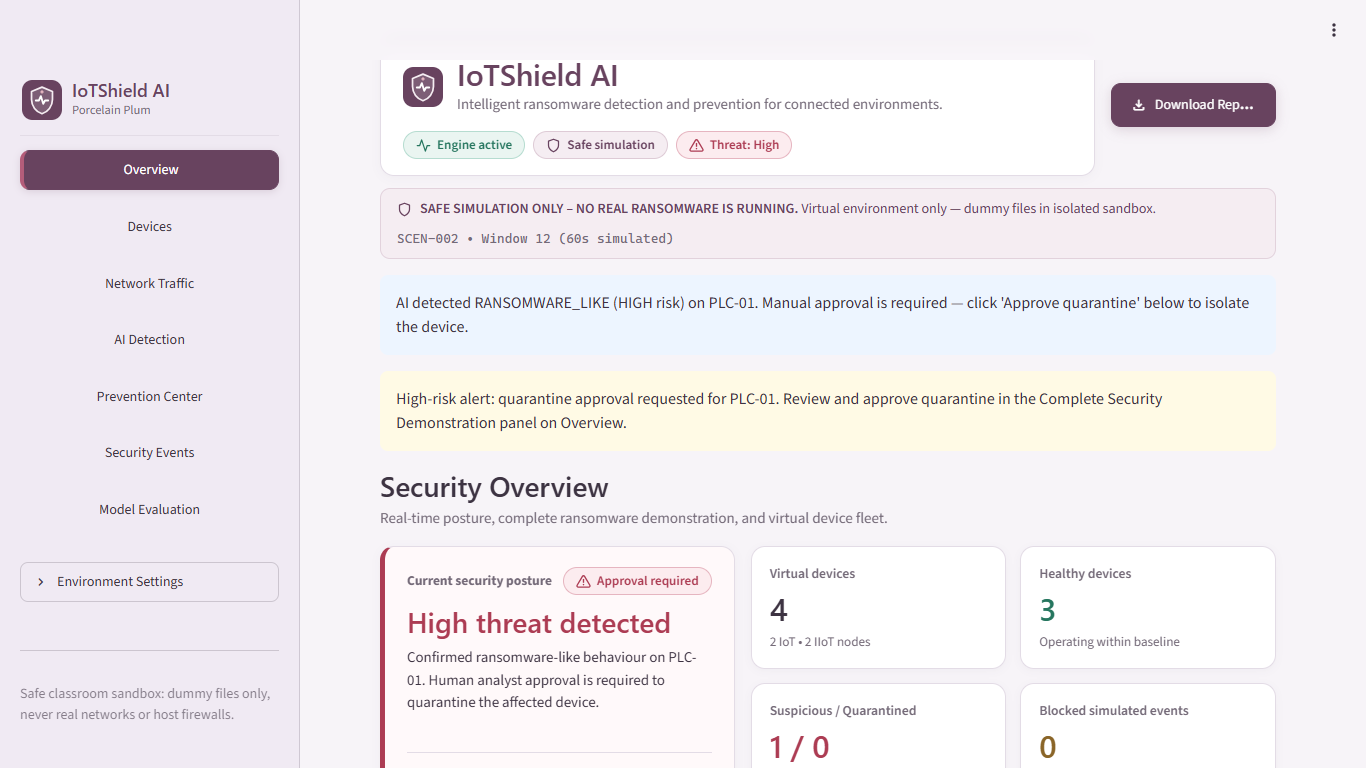 IoTShield AI
Porcelain Plum
Overview
Devices
Network Traffic
AI Detection
Prevention Center
Security Events
Model Evaluation
Environment Settings
Safe classroom sandbox: dummy files only,
never real networks or host firewalls.
IoTShield AI
Intelligent ransomware detection and prevention for connected environments.
Engine active
Safe simulation
Threat: High
Download Rep...
SAFE SIMULATION ONLY – NO REAL RANSOMWARE IS RUNNING. Virtual environment only — dummy files in isolated sandbox.
SCEN-002 • Window 12 (60s simulated)
AI detected RANSOMWARE_LIKE (HIGH risk) on PLC-01. Manual approval is required — click 'Approve quarantine' below to isolate
the device.
High-risk alert: quarantine approval requested for PLC-01. Review and approve quarantine in the Complete Security
Demonstration panel on Overview.
Security Overview
Real-time posture, complete ransomware demonstration, and virtual device fleet.
Current security posture
Approval required
High threat detected
Confirmed ransomware-like behaviour on PLC-
01. Human analyst approval is required to
quarantine the affected device.
Virtual devices
4
2 IoT • 2 IIoT nodes
Healthy devices
3
Operating within baseline
Suspicious / Quarantined
1 / 0
Blocked simulated events
0